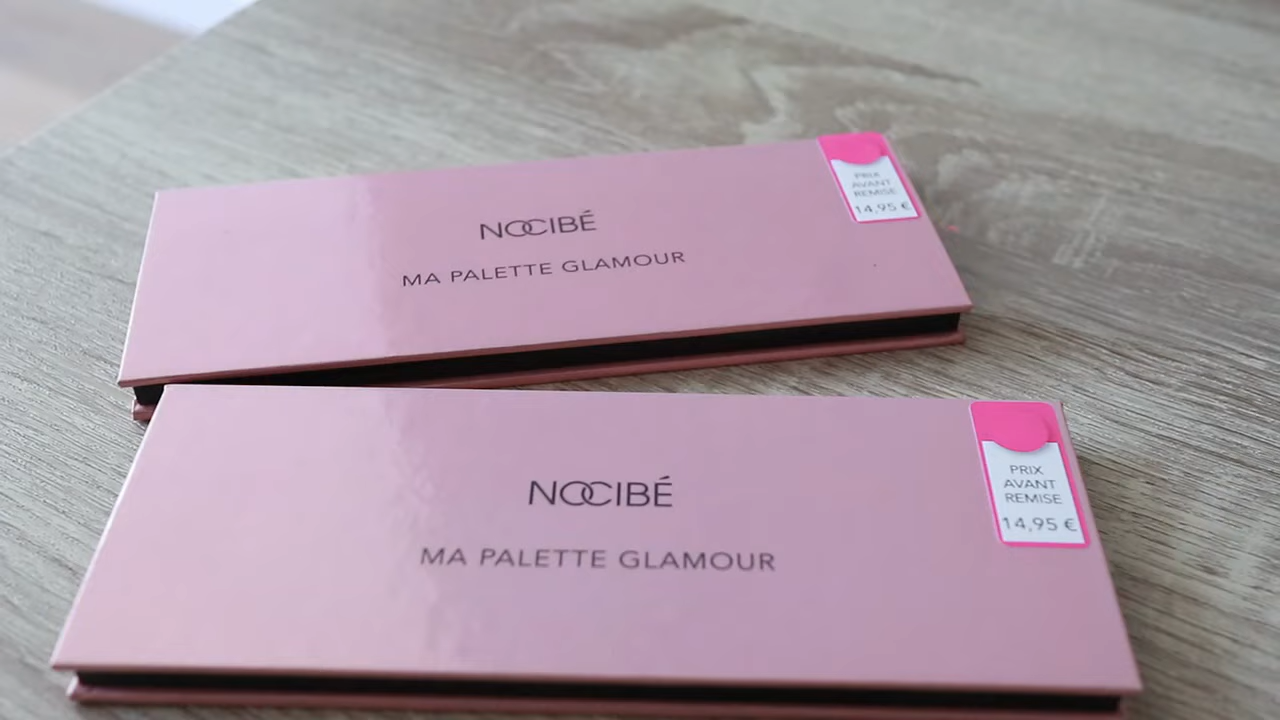 NOCIBÉ
MA PALETTE GLAMOUR
PRIX
AVANT
REMISE
14,95 €
NOCIBÉ
MA PALETTE GLAMOUR
PRIX
AVANT
REMISE
14,95 €